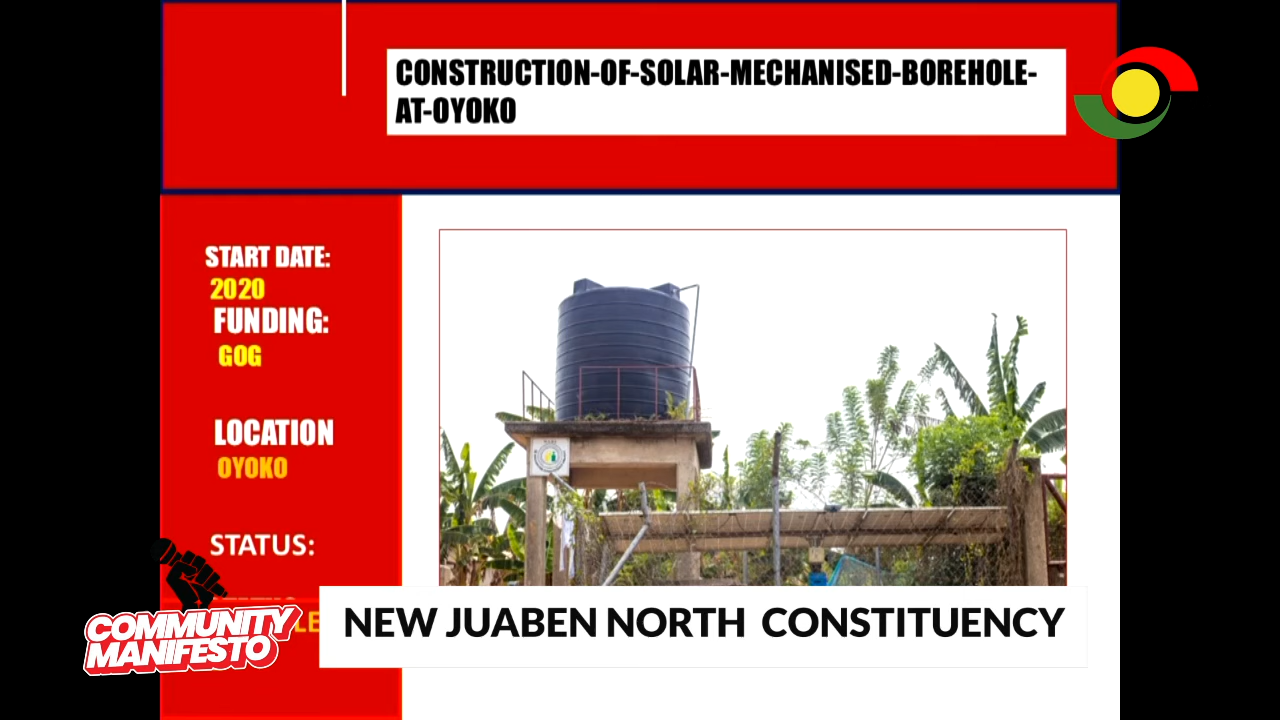 CONSTRUCTION-OF-SOLAR-MECHANISED-BOREHOLE-
AT-OYOKO
START DATE:
2020
FUNDING:
GOG
LOCATION
OYOKO
STATUS:
COMMUNITY
MANIFESTO
NEW JUABEN NORTH CONSTITUENCY